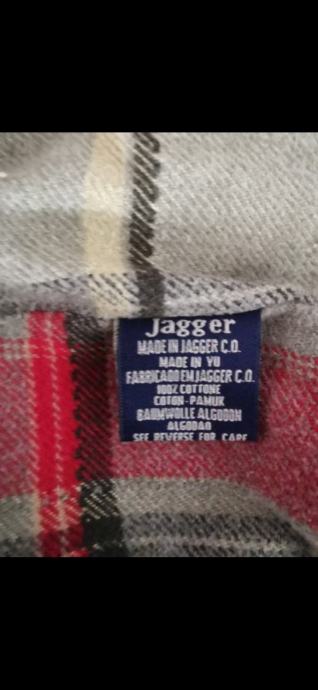 Jagger
MADE IN JAGGER C.O.
MADE IN YU
FABRICADO EM JAGGER C.O.
100% COTTONE
COTON-PAMUK
BAUMWOLLE ALGODON
ALGODAO
SEE REVERSE FOR CARE